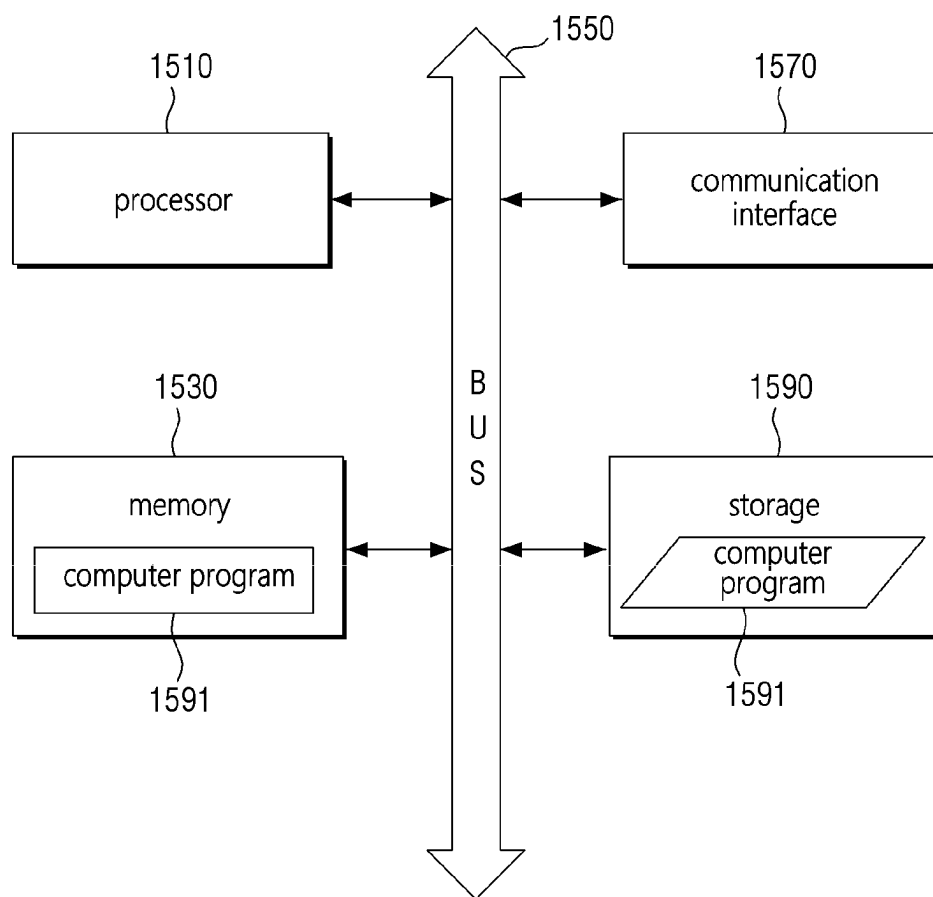 1550
1510
1570
processor
communication
interface
B
U
S
1530
1590
memory
storage
computer program
computer
program
1591
1591